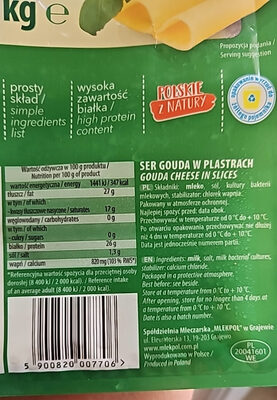 kg e
Propozycja podania /
Serving suggestion
prosty
skład/
simple
ingredients
list
wysoka
zawartość
białka/
high protein
content
POLSKIE
Z NATURY
Wartość odżywcza w 100 g produktu /
Nutrition per 100 g of product
wartość energetyczna / energy 1441 kJ / 347 kcal
tłuszcz / fat 27 g
w tym / of which
- kwasy tłuszczowe nasycone / saturates 17 g
węglowodany / carbohydrates 0 g
w tym / of which
- cukry / sugars 0 g
białko / protein 26 g
sól / salt 1,3 g
wapń / calcium 820 mg (103 % RWS*)
*Referencyjna wartość spożycia dla przeciętnej osoby
dorosłej (8 400 kJ / 2 000 kcal). / Reference intake
of an average adult (8 400 kJ / 2 000 kcal).
5 900820 007706
SER GOUDA W PLASTRACH
GOUDA CHEESE IN SLICES
PL Składniki: mleko, sól, kultury bakterii
mlekowych, stabilizator: chlorek wapnia.
Pakowany w atmosferze ochronnej.
Najlepiej spożyć przed: data obok.
Przechowywać w temperaturze od 0 °C do + 10 °C.
Po otwarciu opakowania przechowywać nie dłużej
niż 4 dni w temperaturze od 0 °C do + 10 °C.
Data jest jednocześnie numerem partii.
EN Ingredients: milk, salt, milk bacterial cultures,
stabilizer: calcium chloride.
Packaged in a protective atmosphere.
Best before: see beside.
Store at a temperature from 0 °C to + 10 °C.
After opening, store for no longer than 4 days
at a temperature from 0 °C to + 10 °C.
Date is also a batch number.
Spółdzielnia Mleczarska „MLEKPOL” w Grajewie
ul. Elewatorska 13, 19-203 Grajewo
www.mlekpol.com.pl
Wyprodukowano w Polsce /
Produced in Poland
PL
20041601
WE